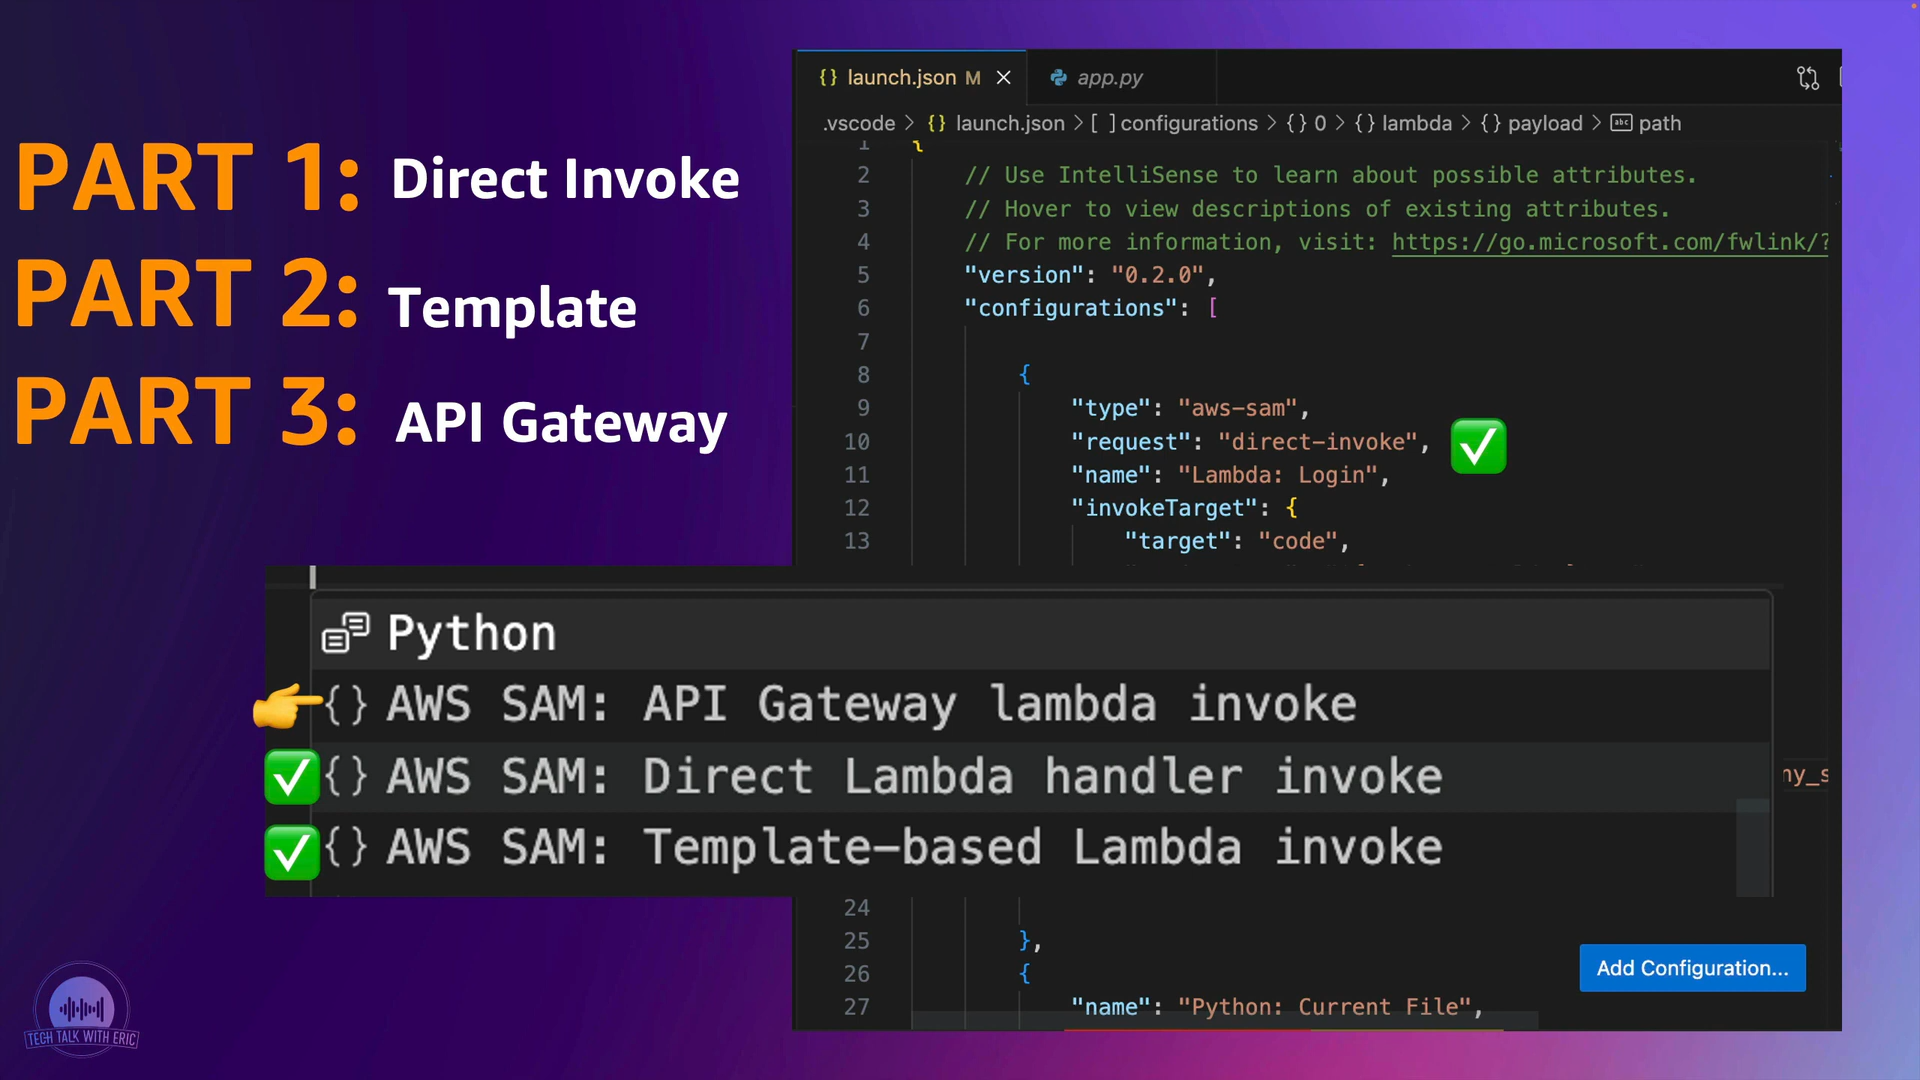 PART 1: Direct Invoke
PART 2: Template
PART 3: API Gateway
{} launch.json M × app.py
.vscode > {} launch.json > [ ] configurations > {} 0 > {} lambda > {} payload > abc path
1 {
2 // Use IntelliSense to learn about possible attributes.
3 // Hover to view descriptions of existing attributes.
4 // For more information, visit: https://go.microsoft.com/fwlink/?
5 "version": "0.2.0",
6 "configurations": [
7
8 {
9 "type": "aws-sam",
10 "request": "direct-invoke",
11 "name": "Lambda: Login",
12 "invokeTarget": {
13 "target": "code",
Python
{} AWS SAM: API Gateway lambda invoke
{} AWS SAM: Direct Lambda handler invoke
{} AWS SAM: Template-based Lambda invoke
24
25 },
26 {
27 "name": "Python: Current File",
Add Configuration...
TECH TALK WITH ERIC